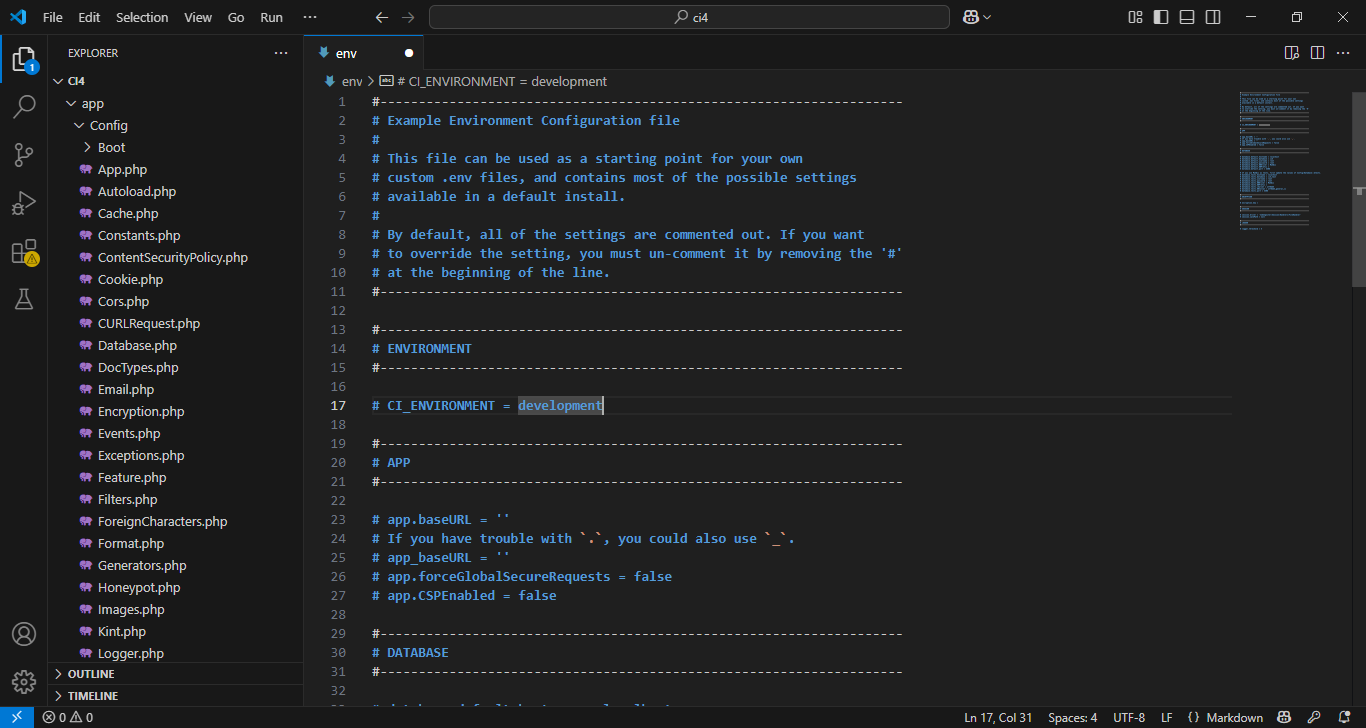 File Edit Selection View Go Run ···
ci4
EXPLORER ···
CI4
app
Config
Boot
App.php
Autoload.php
Cache.php
Constants.php
ContentSecurityPolicy.php
Cookie.php
Cors.php
CURLRequest.php
Database.php
DocTypes.php
Email.php
Encryption.php
Events.php
Exceptions.php
Feature.php
Filters.php
ForeignCharacters.php
Format.php
Generators.php
Honeypot.php
Images.php
Kint.php
Logger.php
OUTLINE
TIMELINE
1
env
env > # CI_ENVIRONMENT = development
1 #--------------------------------------------------------------------
2 # Example Environment Configuration file
3 #
4 # This file can be used as a starting point for your own
5 # custom .env files, and contains most of the possible settings
6 # available in a default install.
7 #
8 # By default, all of the settings are commented out. If you want
9 # to override the setting, you must un-comment it by removing the '#'
10 # at the beginning of the line.
11 #--------------------------------------------------------------------
12
13 #--------------------------------------------------------------------
14 # ENVIRONMENT
15 #--------------------------------------------------------------------
16
17 # CI_ENVIRONMENT = development
18
19 #--------------------------------------------------------------------
20 # APP
21 #--------------------------------------------------------------------
22
23 # app.baseURL = ''
24 # If you have trouble with `.`, you could also use `_`.
25 # app_baseURL = ''
26 # app.forceGlobalSecureRequests = false
27 # app.CSPEnabled = false
28
29 #--------------------------------------------------------------------
30 # DATABASE
31 #--------------------------------------------------------------------
32
0 0 Ln 17, Col 31 Spaces: 4 UTF-8 LF {} Markdown